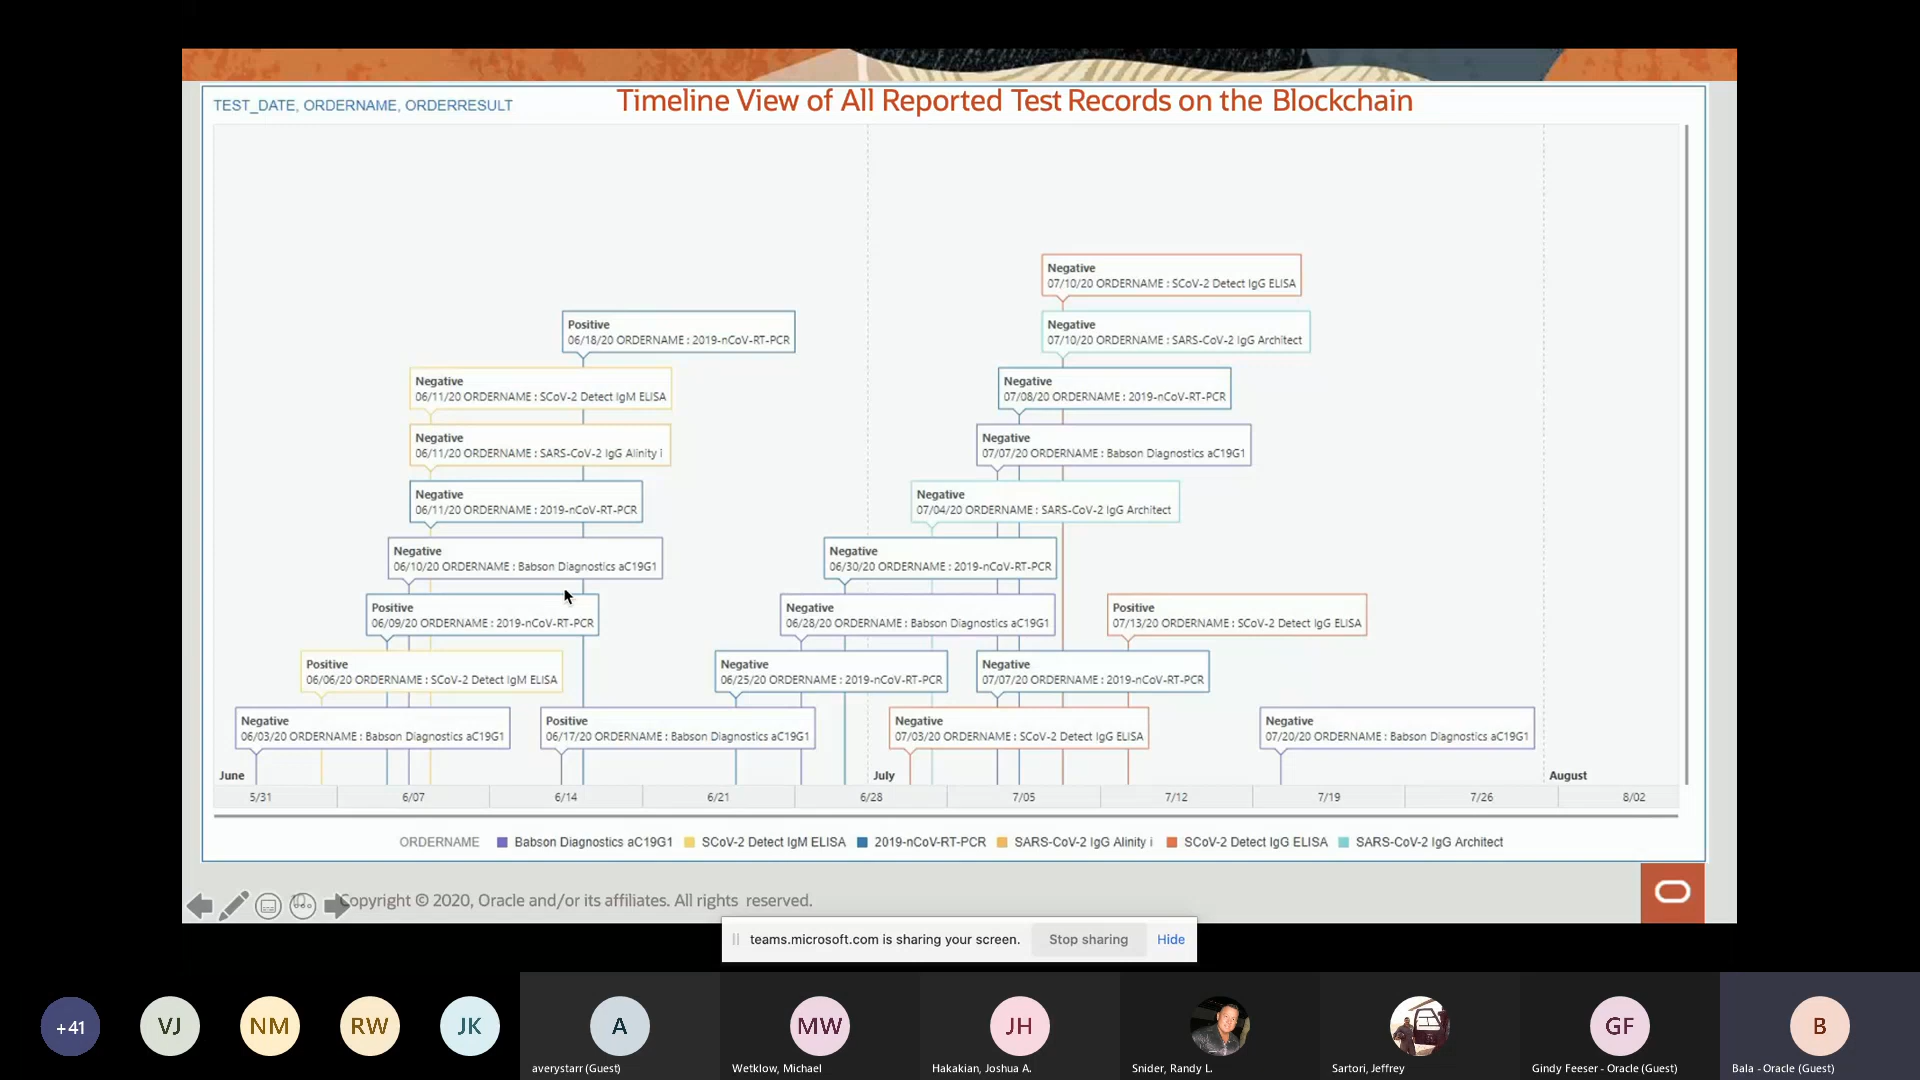 TEST_DATE, ORDERNAME, ORDERRESULT
Timeline View of All Reported Test Records on the Blockchain
Negative
07/10/20 ORDERNAME : SCoV-2 Detect IgG ELISA
Positive
06/18/20 ORDERNAME : 2019-nCoV-RT-PCR
Negative
07/10/20 ORDERNAME : SARS-CoV-2 IgG Architect
Negative
06/11/20 ORDERNAME : SCoV-2 Detect IgM ELISA
Negative
07/08/20 ORDERNAME : 2019-nCoV-RT-PCR
Negative
06/11/20 ORDERNAME : SARS-CoV-2 IgG Alinity i
Negative
07/07/20 ORDERNAME : Babson Diagnostics aC19G1
Negative
06/11/20 ORDERNAME : 2019-nCoV-RT-PCR
Negative
07/04/20 ORDERNAME : SARS-CoV-2 IgG Architect
Negative
06/10/20 ORDERNAME : Babson Diagnostics aC19G1
Negative
06/30/20 ORDERNAME : 2019-nCoV-RT-PCR
Positive
06/09/20 ORDERNAME : 2019-nCoV-RT-PCR
Negative
06/28/20 ORDERNAME : Babson Diagnostics aC19G1
Positive
07/13/20 ORDERNAME : SCoV-2 Detect IgG ELISA
Positive
06/06/20 ORDERNAME : SCoV-2 Detect IgM ELISA
Negative
06/25/20 ORDERNAME : 2019-nCoV-RT-PCR
Negative
07/07/20 ORDERNAME : 2019-nCoV-RT-PCR
Negative
06/03/20 ORDERNAME : Babson Diagnostics aC19G1
Positive
06/17/20 ORDERNAME : Babson Diagnostics aC19G1
Negative
07/03/20 ORDERNAME : SCoV-2 Detect IgG ELISA
Negative
07/20/20 ORDERNAME : Babson Diagnostics aC19G1
June July August
5/31 6/07 6/14 6/21 6/28 7/05 7/12 7/19 7/26 8/02
ORDERNAME Babson Diagnostics aC19G1 SCoV-2 Detect IgM ELISA 2019-nCoV-RT-PCR SARS-CoV-2 IgG Alinity i SCoV-2 Detect IgG ELISA SARS-CoV-2 IgG Architect
Copyright © 2020, Oracle and/or its affiliates. All rights reserved.
teams.microsoft.com is sharing your screen. Stop sharing Hide
+41 VJ NM RW JK A MW JH GF B
averystarr (Guest) Wetklow, Michael Hakakian, Joshua A. Snider, Randy L. Sartori, Jeffrey Gindy Feeser - Oracle (Guest) Bala - Oracle (Guest)